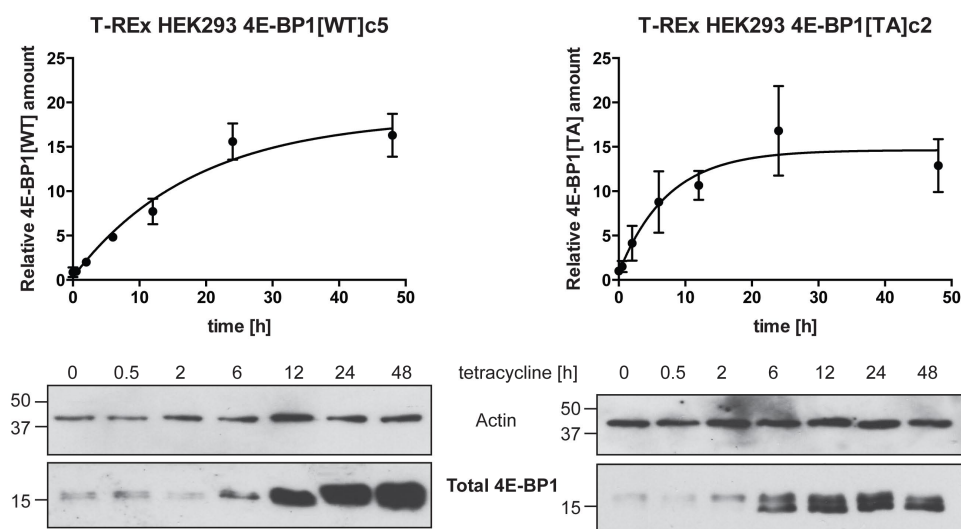 T-REx HEK293 4E-BP1[WT]c5
Relative 4E-BP1[WT] amount
25
20
15
10
5
0
0 10 20 30 40 50
time [h]
T-REx HEK293 4E-BP1[TA]c2
Relative 4E-BP1[TA] amount
25
20
15
10
5
0
0 10 20 30 40 50
time [h]
0 0.5 2 6 12 24 48 tetracycline [h] 0 0.5 2 6 12 24 48
50
37
Actin
50
37
15
Total 4E-BP1
15